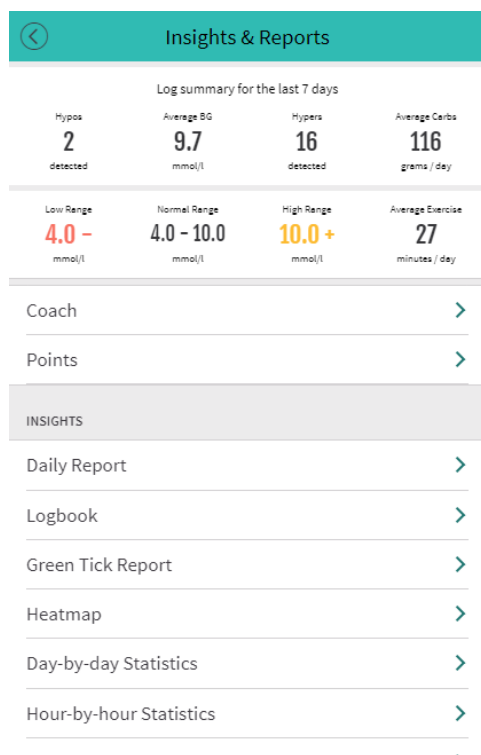 Insights & Reports
Log summary for the last 7 days
Hypos Average BG Hypers Average Carbs
2 9.7 16 116
detected mmol/l detected grams / day
Low Range Normal Range High Range Average Exercise
4.0 - 4.0 - 10.0 10.0 + 27
mmol/l mmol/l mmol/l minutes / day
Coach
Points
INSIGHTS
Daily Report
Logbook
Green Tick Report
Heatmap
Day-by-day Statistics
Hour-by-hour Statistics